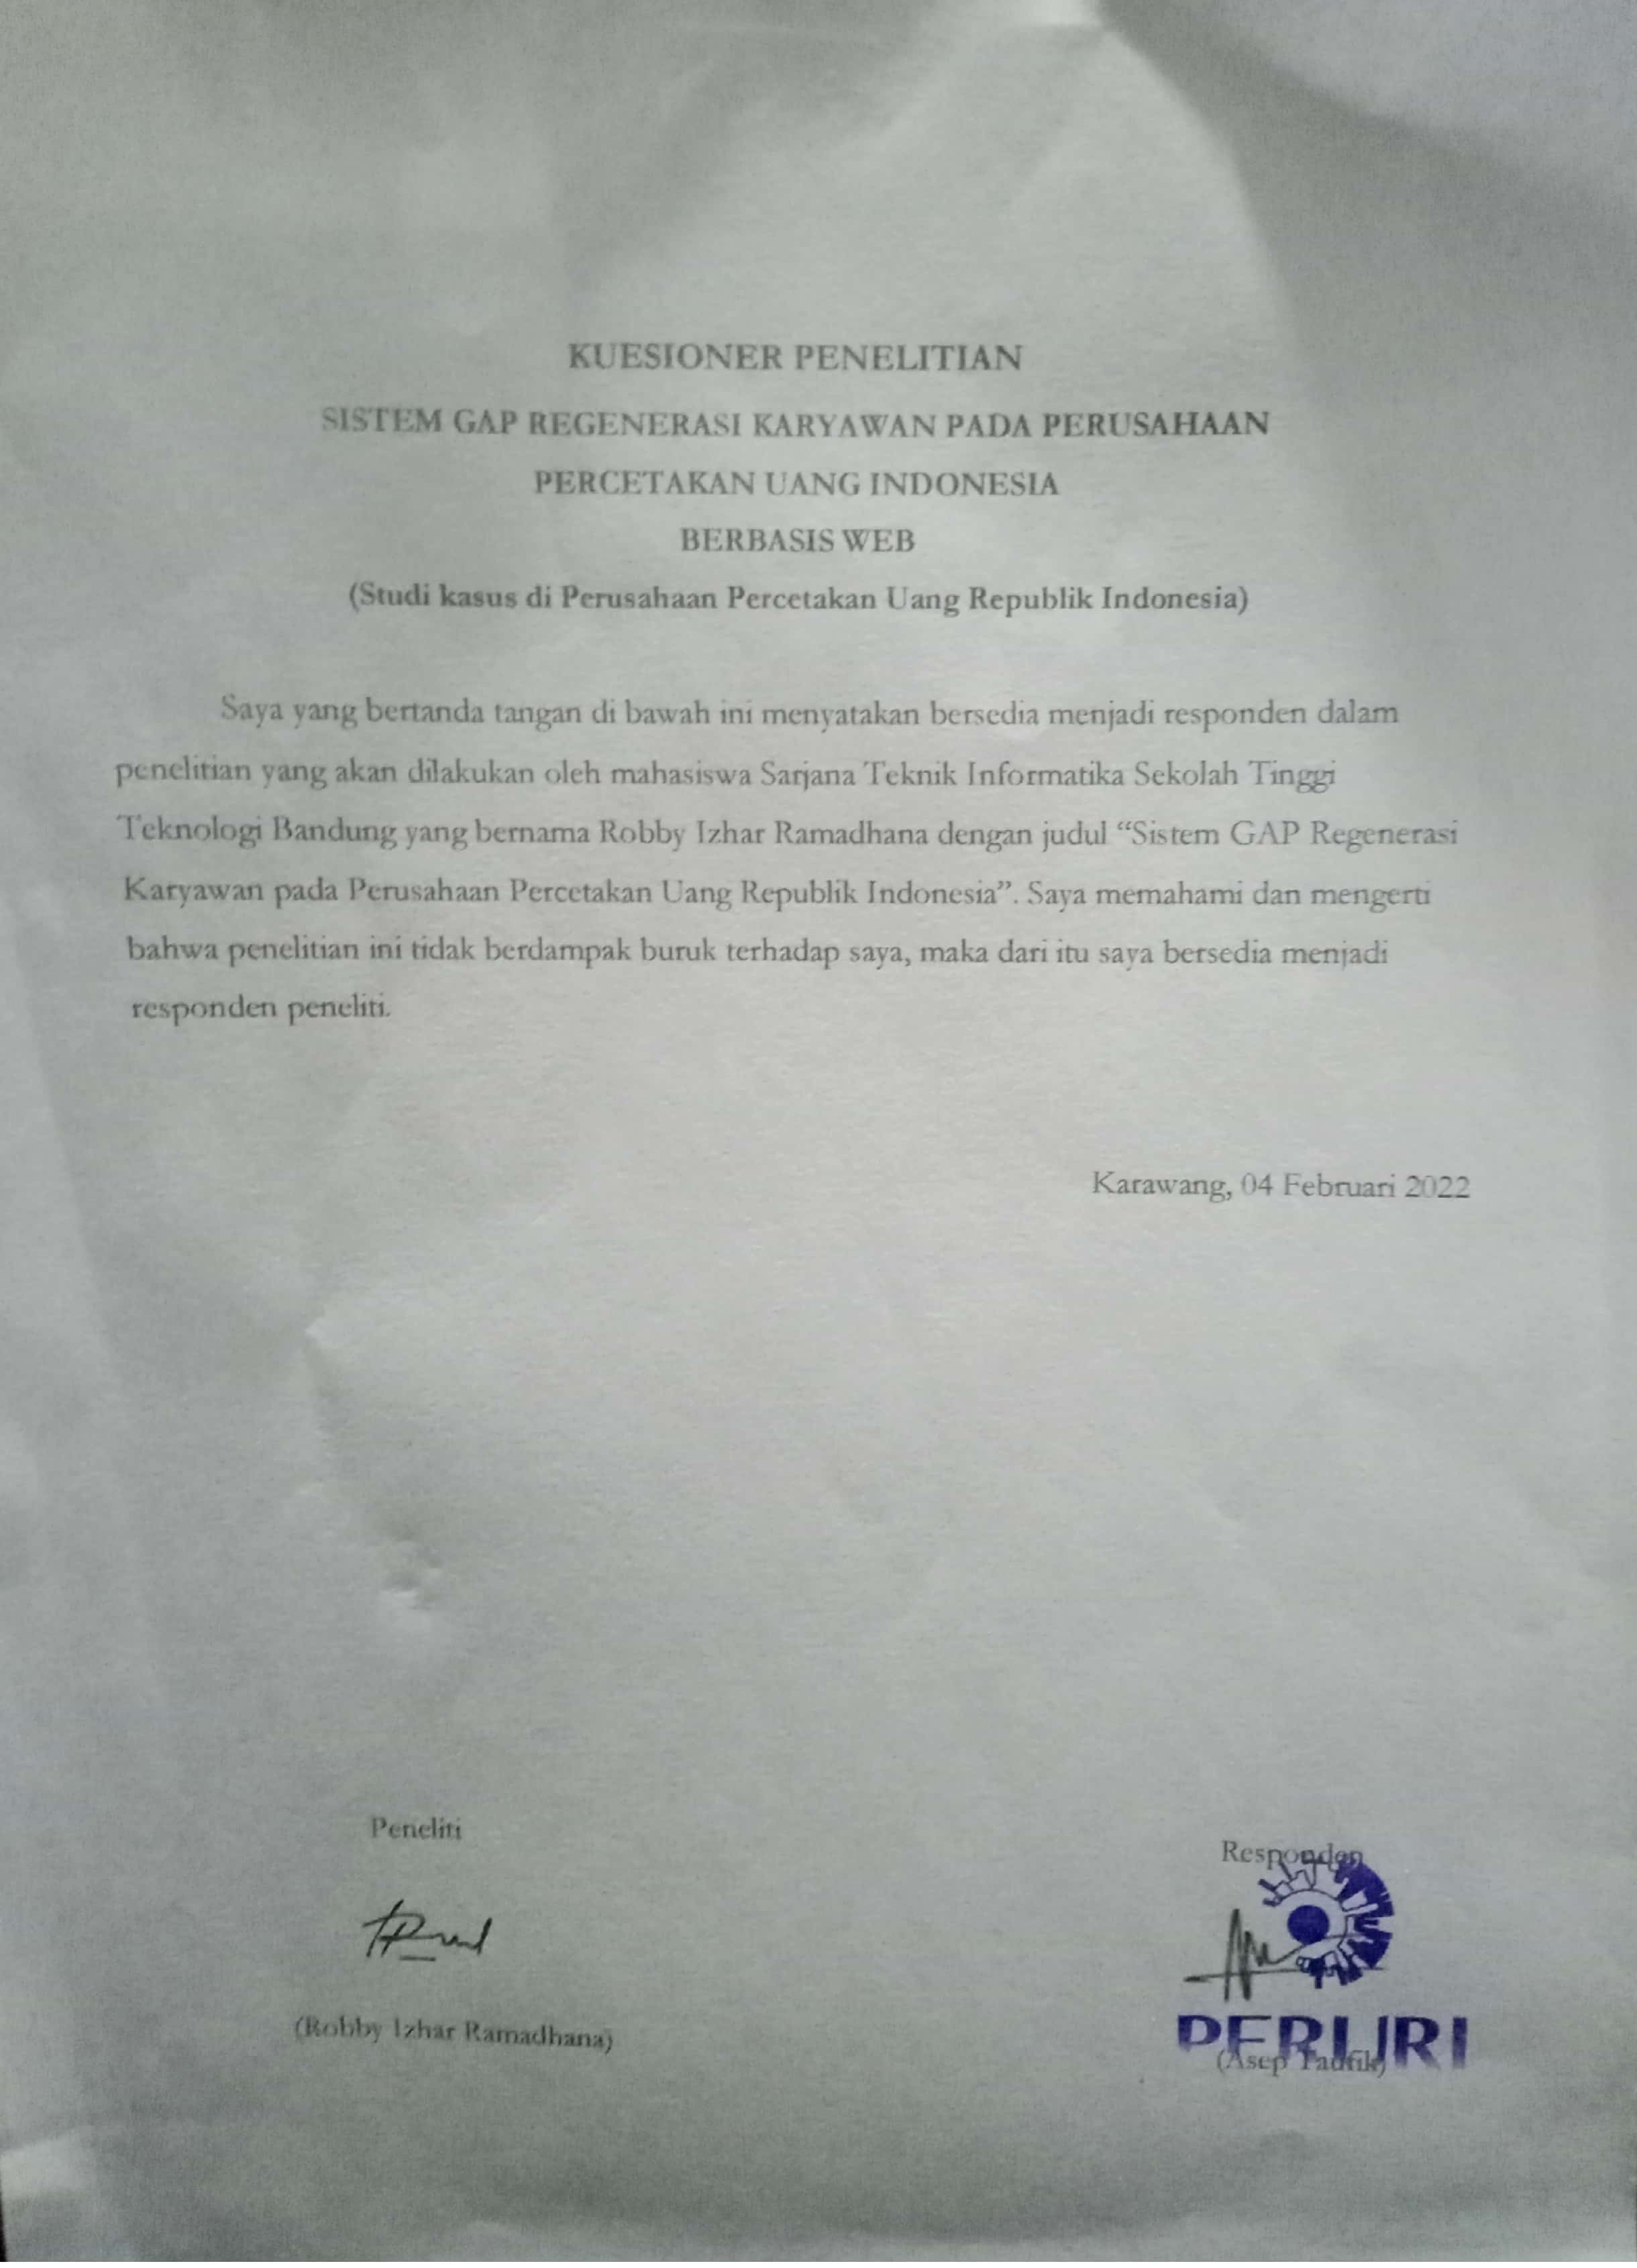 KUESIONER PENELITIAN
SISTEM GAP REGENERASI KARYAWAN PADA PERUSAHAAN
PERCETAKAN UANG INDONESIA
BERBASIS WEB
(Studi kasus di Perusahaan Percetakan Uang Republik Indonesia)
Saya yang bertanda tangan di bawah ini menyatakan bersedia menjadi responden dalam
penelitian yang akan dilakukan oleh mahasiswa Sarjana Teknik Informatika Sekolah Tinggi
Teknologi Bandung yang bernama Robby Izhar Ramadhana dengan judul “Sistem GAP Regenerasi
Karyawan pada Perusahaan Percetakan Uang Republik Indonesia”. Saya memahami dan mengerti
bahwa penelitian ini tidak berdampak buruk terhadap saya, maka dari itu saya bersedia menjadi
responden peneliti.
Karawang, 04 Februari 2022
Peneliti
Responden
(Robby Izhar Ramadhana)
PERURI
(Asep Taufik)